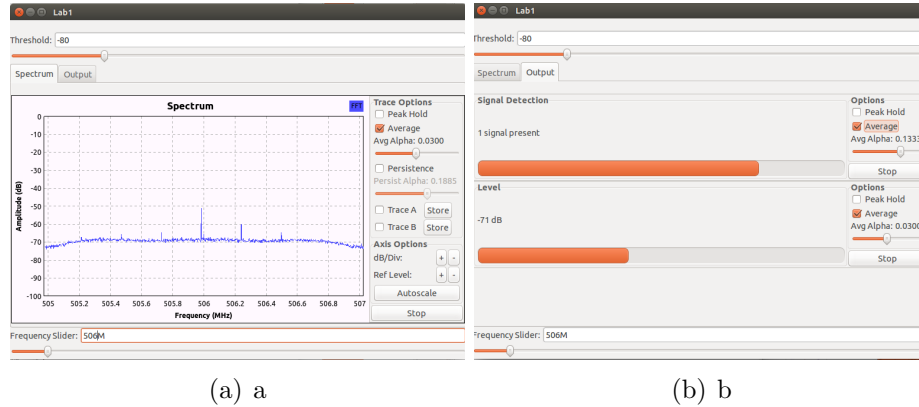 Lab1
Threshold: -80
Spectrum Output
Spectrum
FFT
Amplitude (dB)
0
-10
-20
-30
-40
-50
-60
-70
-80
-90
-100
505 505.2 505.4 505.6 505.8 506 506.2 506.4 506.6 506.8 507
Frequency (MHz)
Trace Options
Peak Hold
Average
Avg Alpha: 0.0300
Persistence
Persist Alpha: 0.1885
Trace A Store
Trace B Store
Axis Options
dB/Div: + -
Ref Level: + -
Autoscale
Stop
Frequency Slider: 506M
(a) a
Lab1
Threshold: -80
Spectrum Output
Signal Detection
1 signal present
Options
Peak Hold
Average
Avg Alpha: 0.1333
Stop
Level
-71 dB
Options
Peak Hold
Average
Avg Alpha: 0.0300
Stop
Frequency Slider: 506M
(b) b